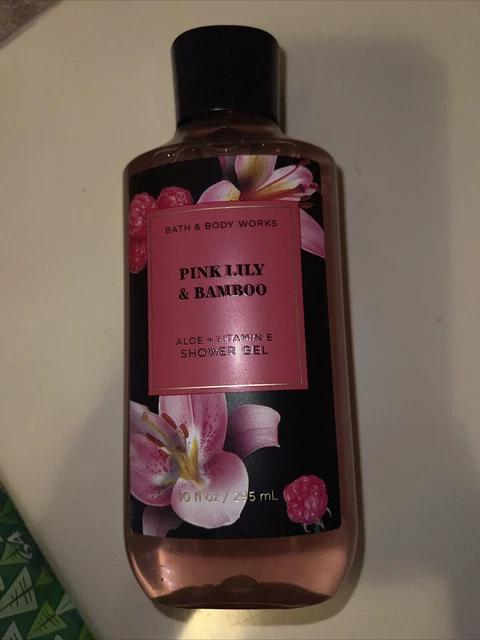 BATH & BODY WORKS
PINK LILY
& BAMBOO
ALOE + VITAMIN E
SHOWER GEL
10 fl oz / 295 mL